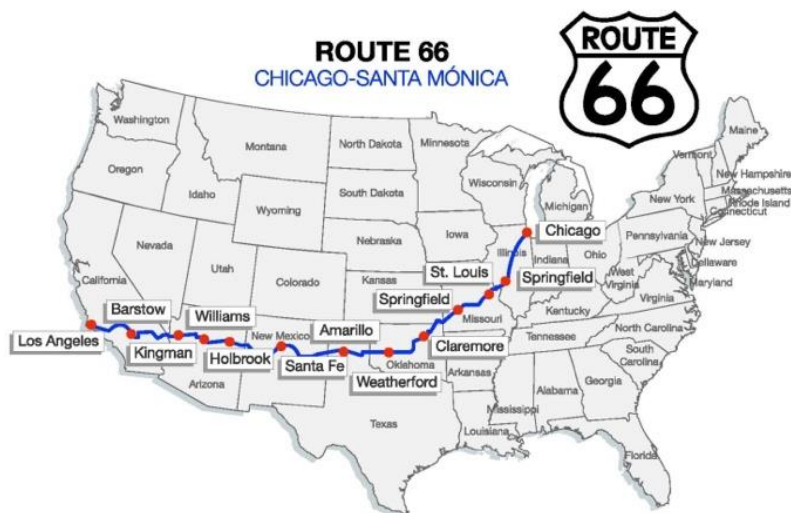 ROUTE 66
CHICAGO-SANTA MÓNICA
ROUTE
66
Washington
Oregon
California
Nevada
Idaho
Montana
Wyoming
Utah
Colorado
Arizona
New Mexico
North Dakota
South Dakota
Nebraska
Kansas
Oklahoma
Texas
Minnesota
Iowa
Missouri
Arkansas
Louisiana
Wisconsin
Illinois
Michigan
Indiana
Ohio
Kentucky
Tennessee
Mississippi
Alabama
Georgia
Florida
South
Carolina
North Carolina
Virginia
West
Virginia
Maryland
Delaware
New Jersey
Pennsylvania
New York
Connecticut
Rhode Island
Massachusetts
New Hampshire
Vermont
Maine
Chicago
Springfield
St. Louis
Springfield
Claremore
Weatherford
Amarillo
Santa Fe
Holbrook
Williams
Kingman
Barstow
Los Angeles